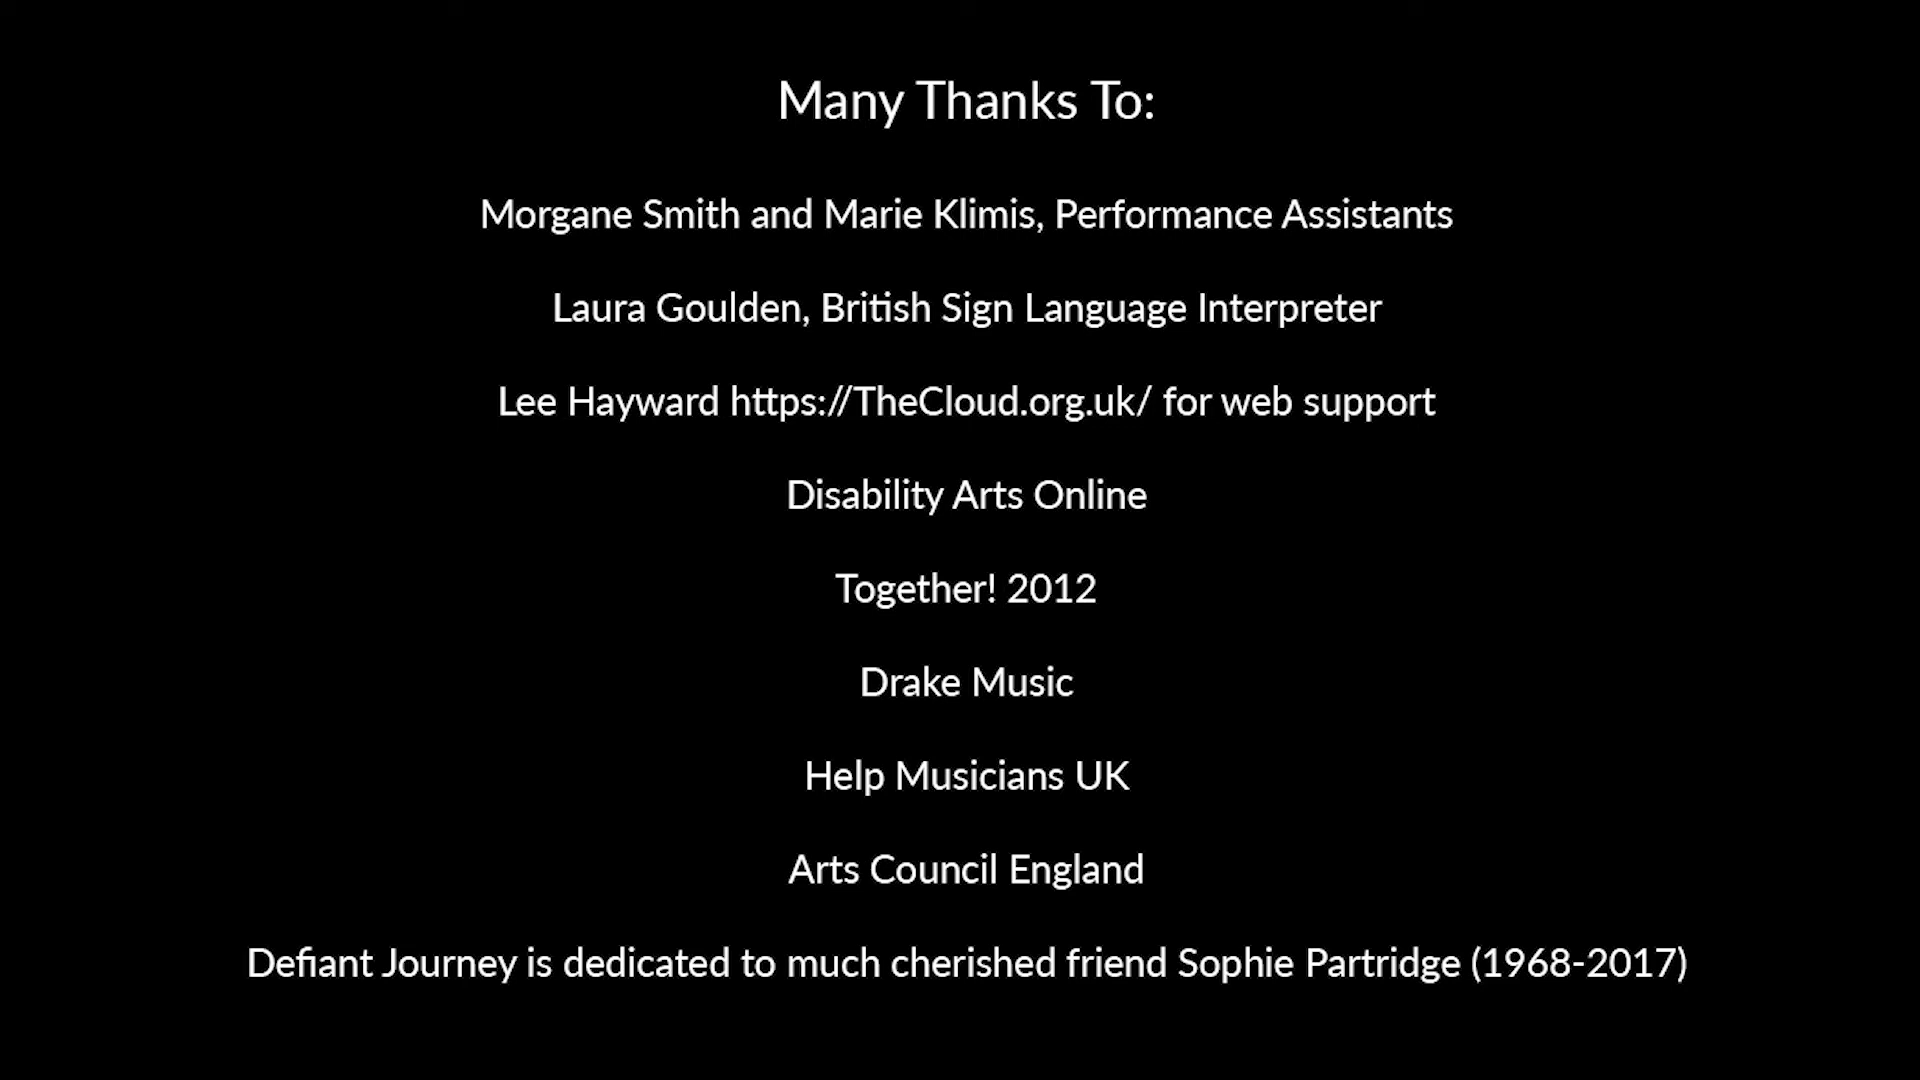 Many Thanks To:
Morgane Smith and Marie Klimis, Performance Assistants
Laura Goulden, British Sign Language Interpreter
Lee Hayward https://TheCloud.org.uk/ for web support
Disability Arts Online
Together! 2012
Drake Music
Help Musicians UK
Arts Council England
Defiant Journey is dedicated to much cherished friend Sophie Partridge (1968-2017)